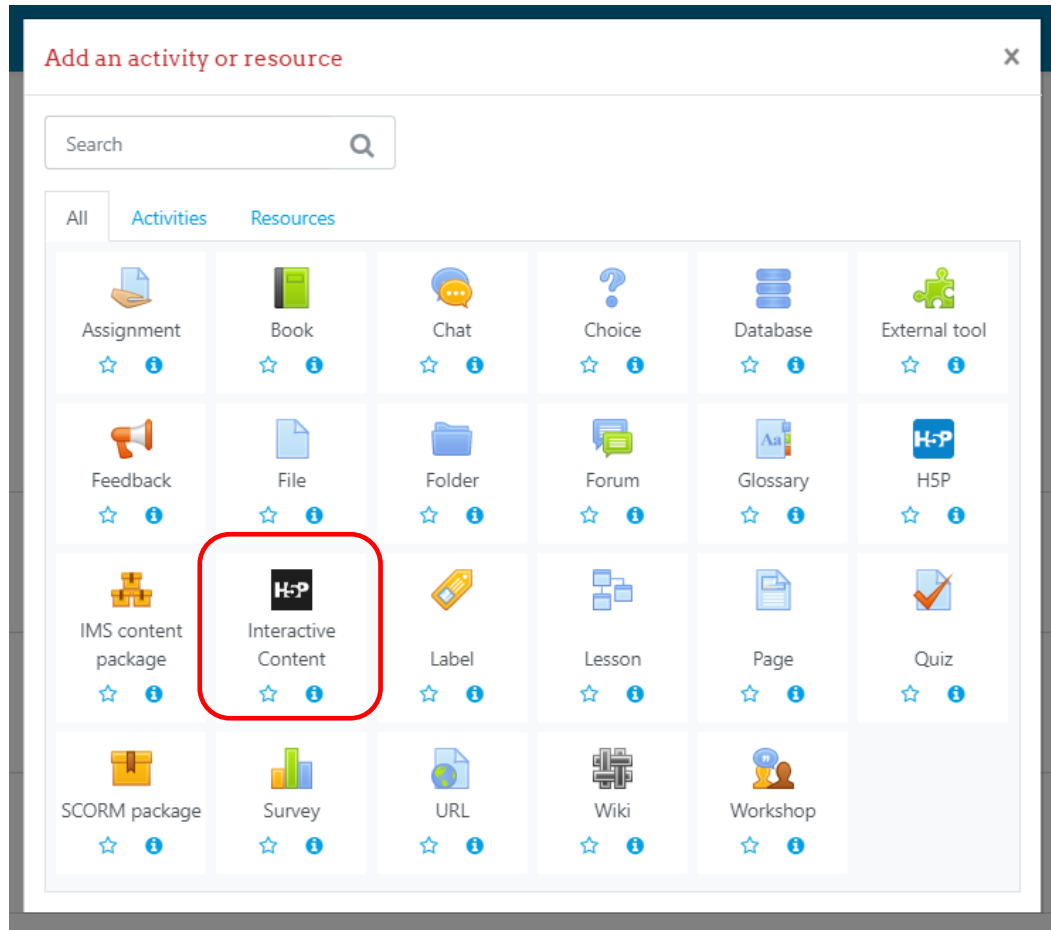 Add an activity or resource
×
Search
All Activities Resources
Assignment Book Chat Choice Database External tool
Aa H5P
Feedback File Folder Forum Glossary H5P
H5P
IMS content Interactive
package Content Label Lesson Page Quiz
SCORM package Survey URL Wiki Workshop